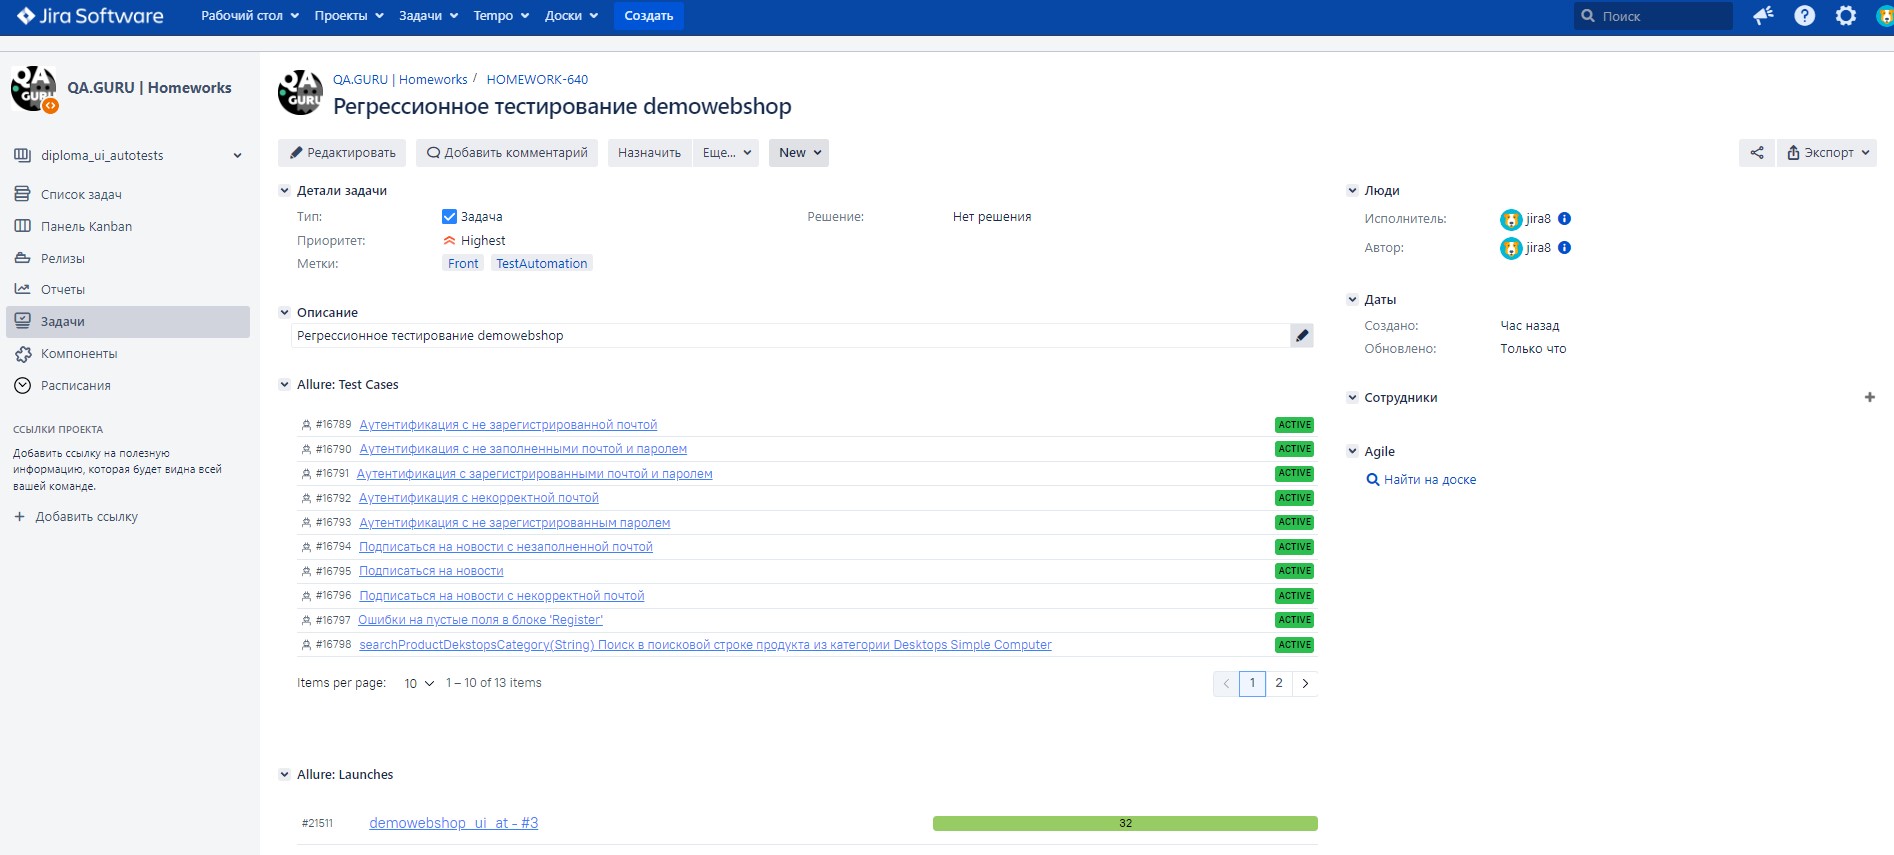 Jira Software Рабочий стол Проекты Задачи Tempo Доски Создать Поиск
QA.GURU | Homeworks
diploma_ui_autotests
Список задач
Панель Kanban
Релизы
Отчеты
Задачи
Компоненты
Расписания
ССЫЛКИ ПРОЕКТА
Добавить ссылку на полезную
информацию, которая будет видна всей
вашей команде.
+ Добавить ссылку
QA GURU
QA.GURU | Homeworks / HOMEWORK-640
Регрессионное тестирование demowebshop
Редактировать Добавить комментарий Назначить Еще... New Экспорт
Детали задачи
Тип: Задача Решение: Нет решения
Приоритет: Highest
Метки: Front TestAutomation
Описание
Регрессионное тестирование demowebshop
Allure: Test Cases
#16789 Аутентификация с не зарегистрированной почтой ACTIVE
#16790 Аутентификация с не заполненными почтой и паролем ACTIVE
#16791 Аутентификация с зарегистрированными почтой и паролем ACTIVE
#16792 Аутентификация с некорректной почтой ACTIVE
#16793 Аутентификация с не зарегистрированным паролем ACTIVE
#16794 Подписаться на новости с незаполненной почтой ACTIVE
#16795 Подписаться на новости ACTIVE
#16796 Подписаться на новости с некорректной почтой ACTIVE
#16797 Ошибки на пустые поля в блоке 'Register' ACTIVE
#16798 searchProductDekstopsCategory(String) Поиск в поисковой строке продукта из категории Desktops Simple Computer ACTIVE
Items per page: 10 1 – 10 of 13 items 1 2
Allure: Launches
#21511 demowebshop_ui_at - #3 32
Люди
Исполнитель: jira8
Автор: jira8
Даты
Создано: Час назад
Обновлено: Только что
Сотрудники
Agile
Найти на доске